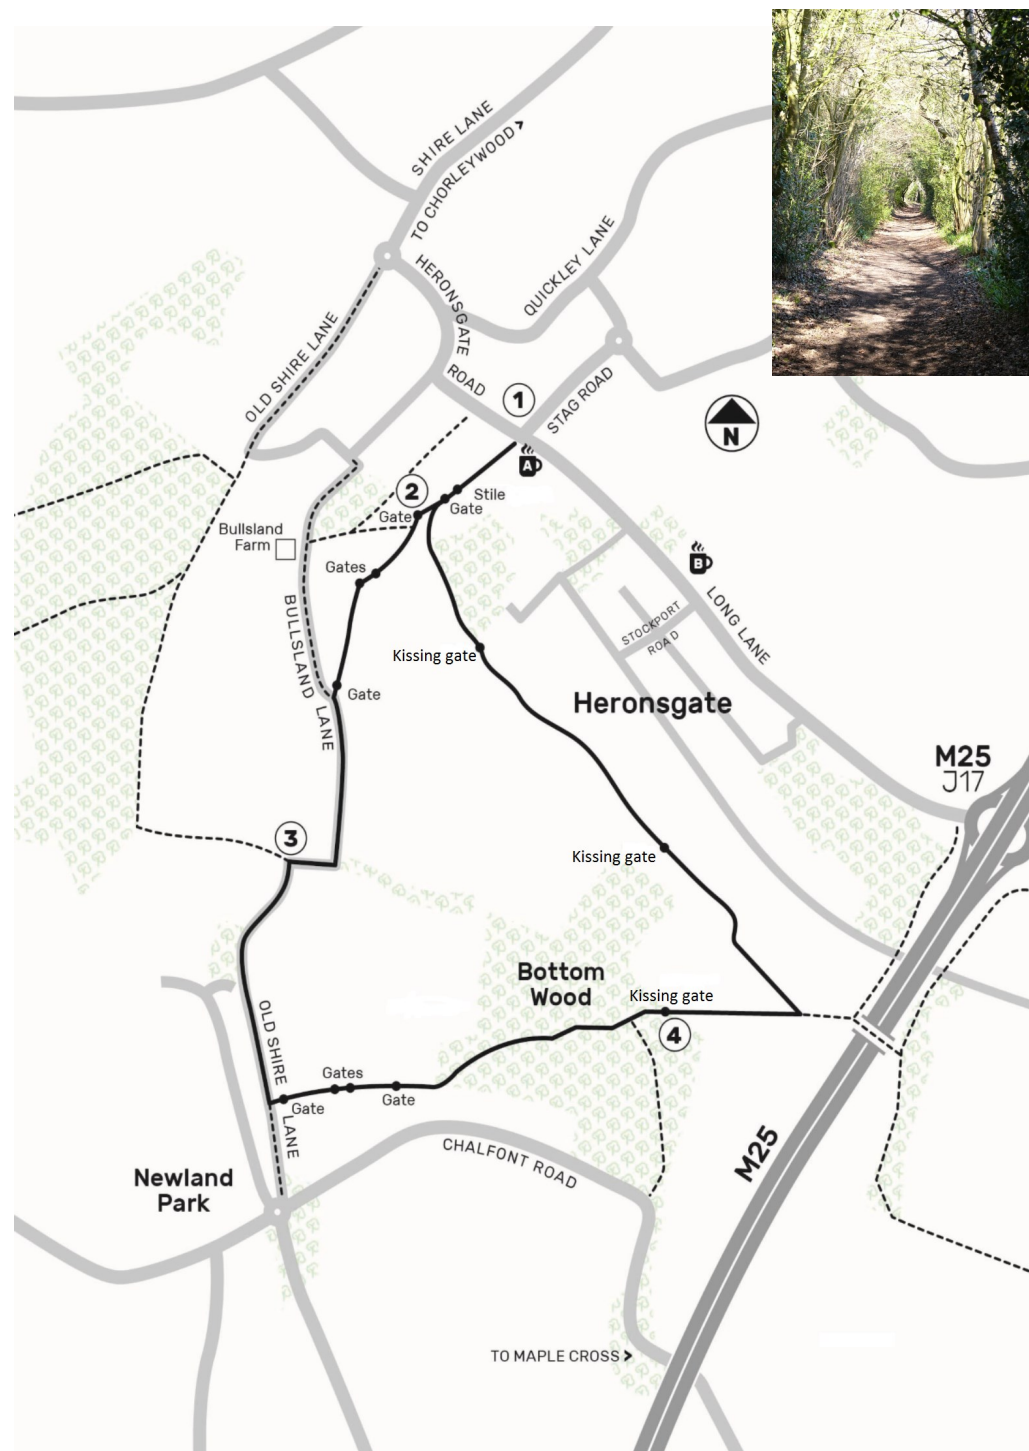 SHIRE LANE
TO CHORLEYWOOD >
HERONSGATE
ROAD
QUICKLEY LANE
OLD SHIRE LANE
1
STAG ROAD
N
A
2
Stile
Gate
Gate
Bullsland
Farm
Gates
B
LONG LANE
STOCKPORT
ROAD
BULLSLAND LANE
Kissing gate
Gate
Heronsgate
M25
J17
3
Kissing gate
Bottom
Wood
Kissing gate
4
OLD SHIRE
LANE
Gates
Gate
Gate
CHALFONT ROAD
M25
Newland
Park
TO MAPLE CROSS >